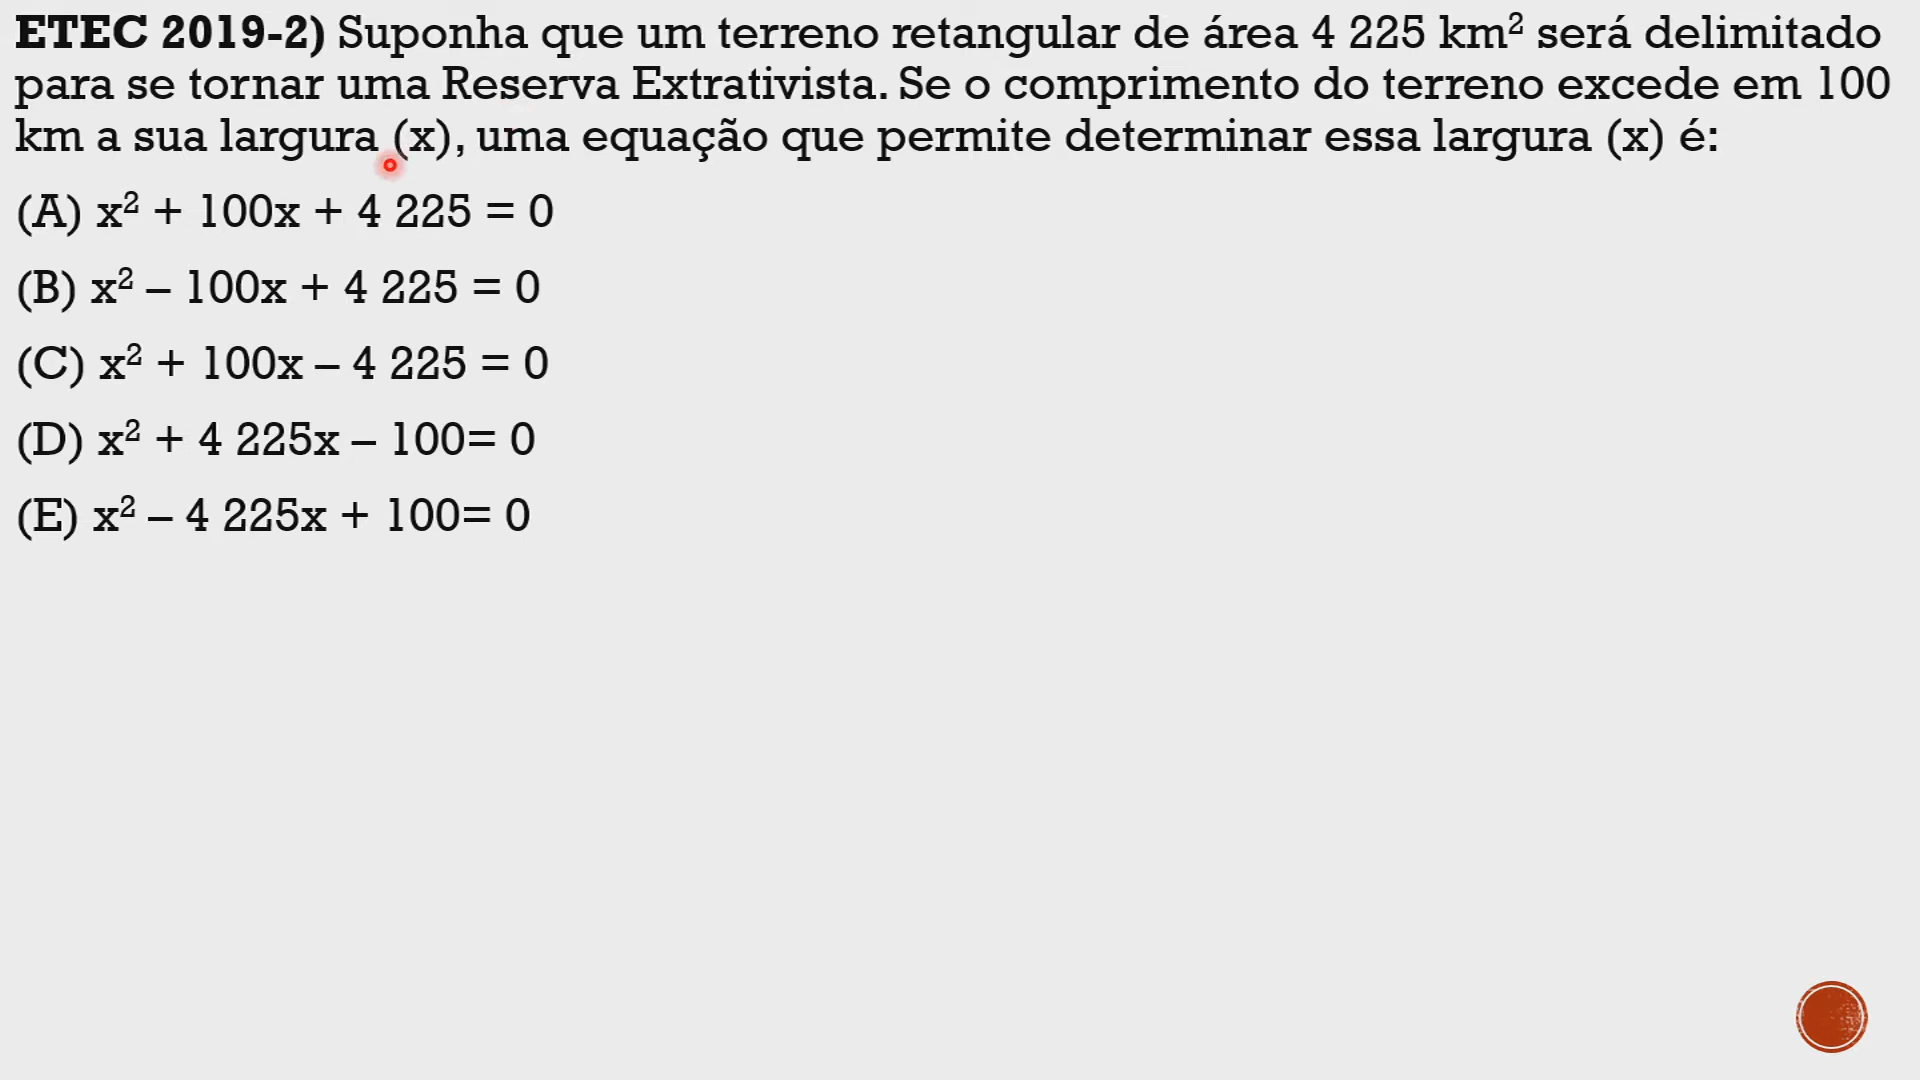 ETEC 2019-2) Suponha que um terreno retangular de área 4 225 km² será delimitado
para se tornar uma Reserva Extrativista. Se o comprimento do terreno excede em 100
km a sua largura (x), uma equação que permite determinar essa largura (x) é:
(A) x² + 100x + 4 225 = 0
(B) x² – 100x + 4 225 = 0
(C) x² + 100x – 4 225 = 0
(D) x² + 4 225x – 100= 0
(E) x² – 4 225x + 100= 0